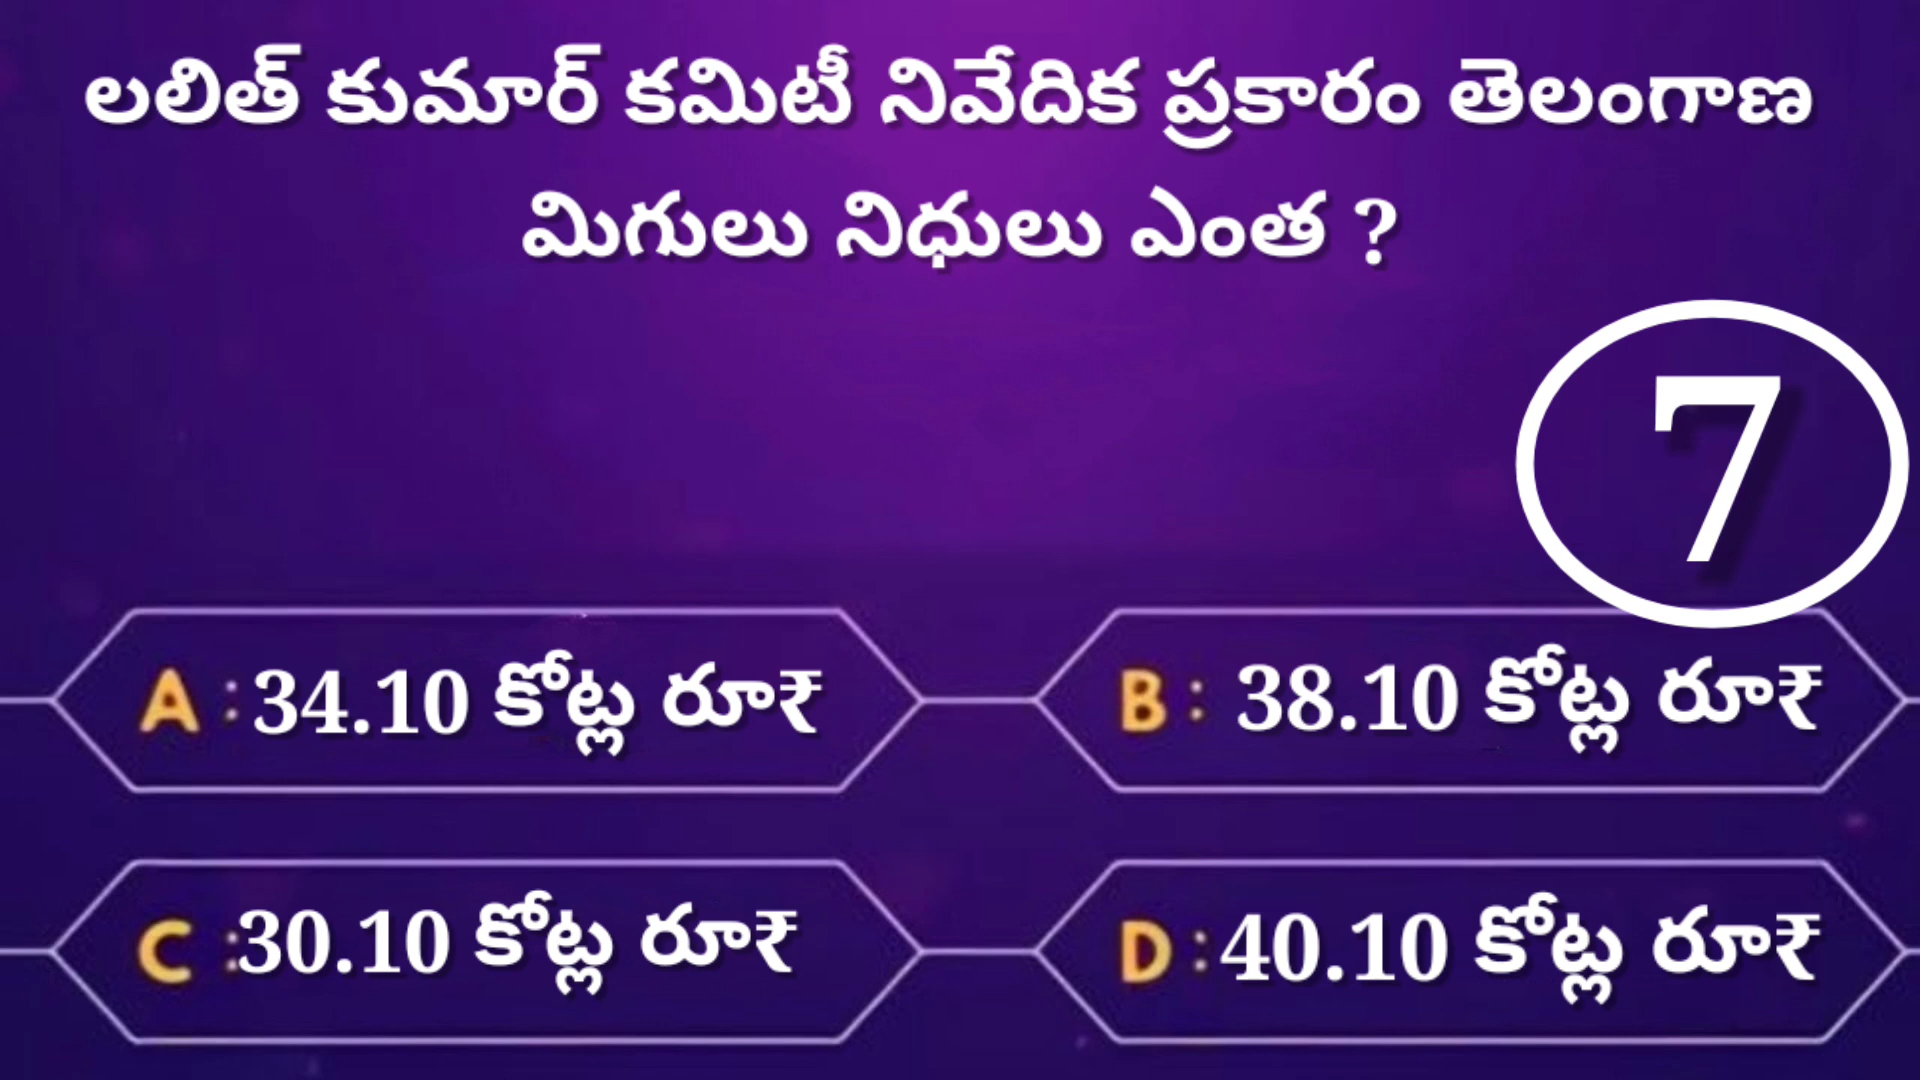 లలిత్ కుమార్ కమిటీ నివేదిక ప్రకారం తెలంగాణ
మిగులు నిధులు ఎంత ?
7
A : 34.10 కోట్ల రూ₹
B : 38.10 కోట్ల రూ₹
C :30.10 కోట్ల రూ₹
D :40.10 కోట్ల రూ₹